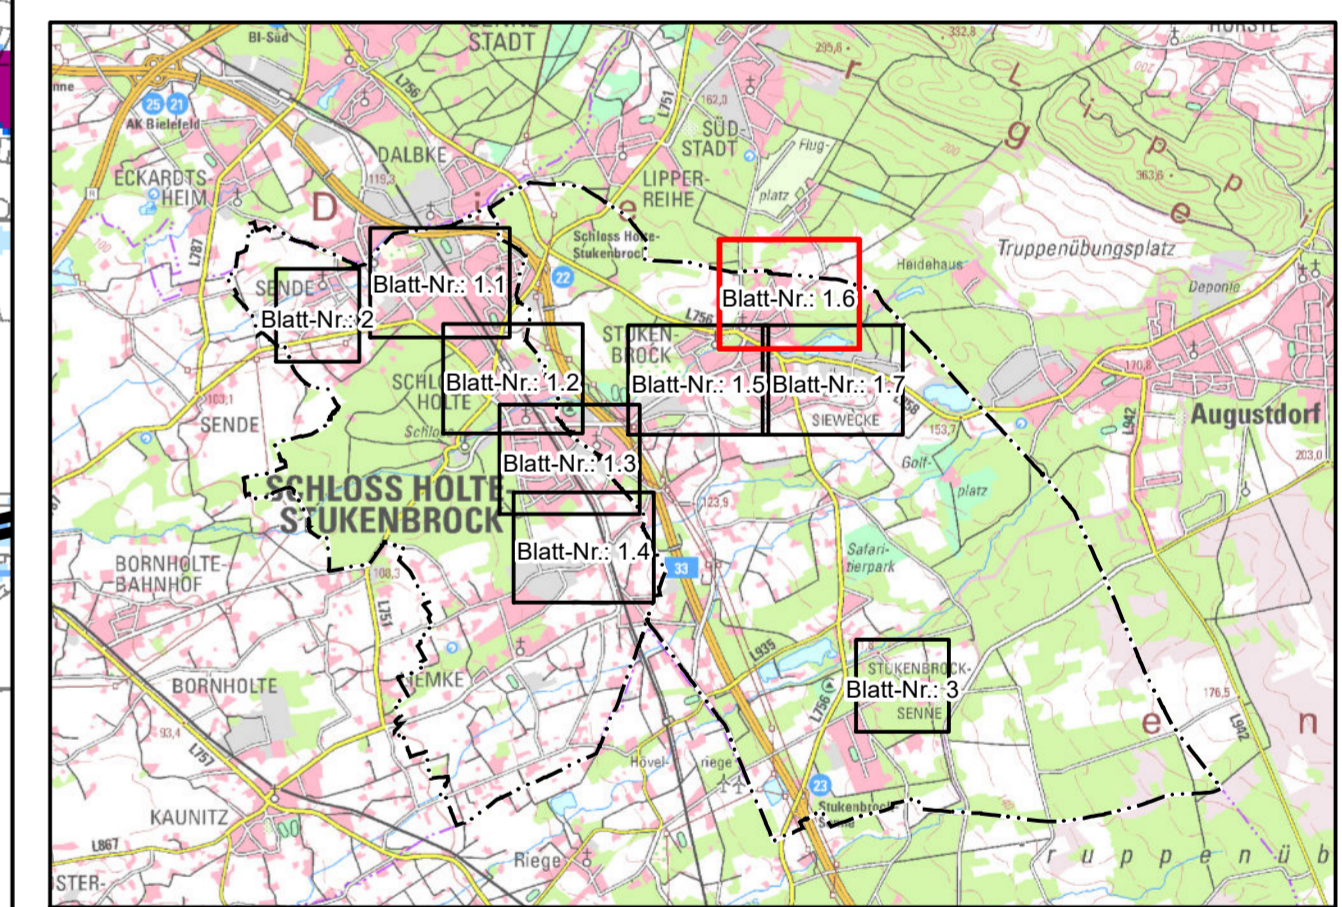 BI-Süd
STADT
L756
295,6
332,8
L751
162,0
25 21
AK Bielefeld
SÜD-
STADT
Flug-
platz
r L i p p e
g
363,6
200
200
DALBKE
119,3
ECKARDTS-
HEIM
LIPPER-
REIHE
D i e
L787
100
Schloss Holte-
Stukenbrock
Truppenübungsplatz
Heidehaus
Deponie
22
SENDE
Blatt-Nr.: 1.1
Blatt-Nr.: 2
Blatt-Nr.: 1.6
L756
STUKEN-
BROCK
SCHLOSS
HOLTE
Blatt-Nr.: 1.2
Blatt-Nr.: 1.5
Blatt-Nr.: 1.7
170,8
103,1
SENDE
Schloss
SIEWECKE
153,7
L942
Augustdorf
203,0
Blatt-Nr.: 1.3
Golf-
platz
SCHLOSS HOLTE
STUKENBROCK
123,9
Blatt-Nr.: 1.4
33
Safari-
tierpark
BORNHOLTE-
BAHNHOF
108,3
L751
L935
BORNHOLTE
STUKENBROCK-
Blatt-Nr.: 3
SENNE
L756
176,5
L942
e n
93,4
L757
Hövel- riege
23
Stukenbrock-
Senne
KAUNITZ
L867
Riege
T r u p p e n ü b